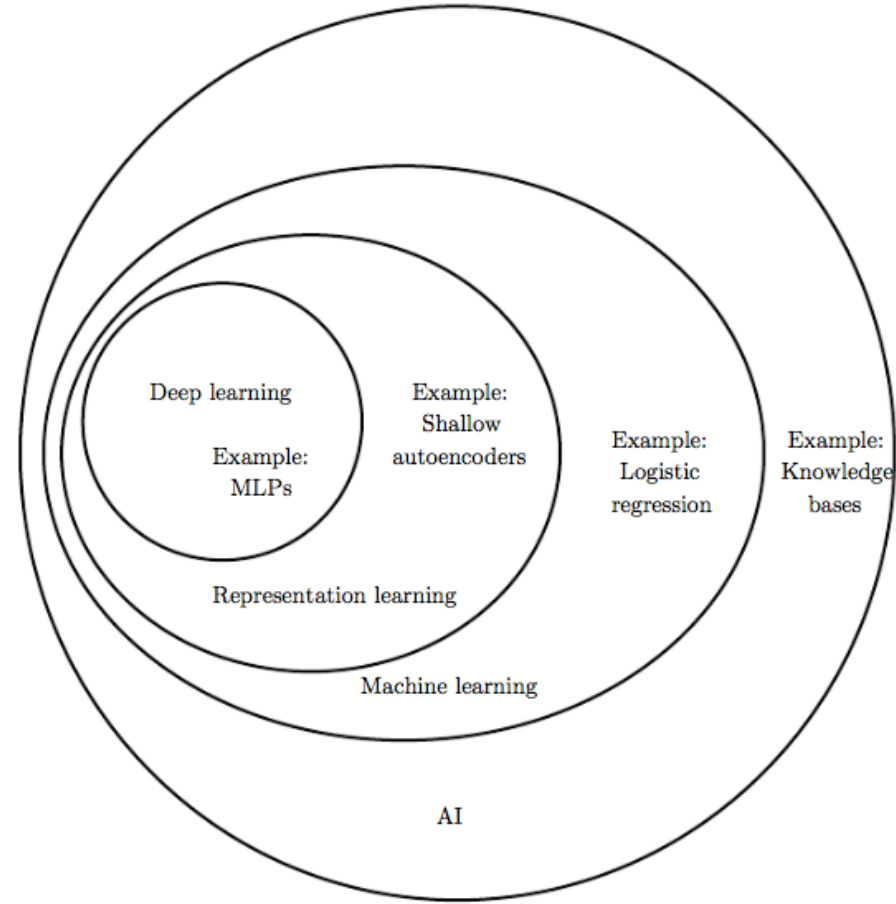 Deep learning
Example:
MLPs
Example:
Shallow
autoencoders
Example:
Logistic
regression
Example:
Knowledge
bases
Representation learning
Machine learning
AI